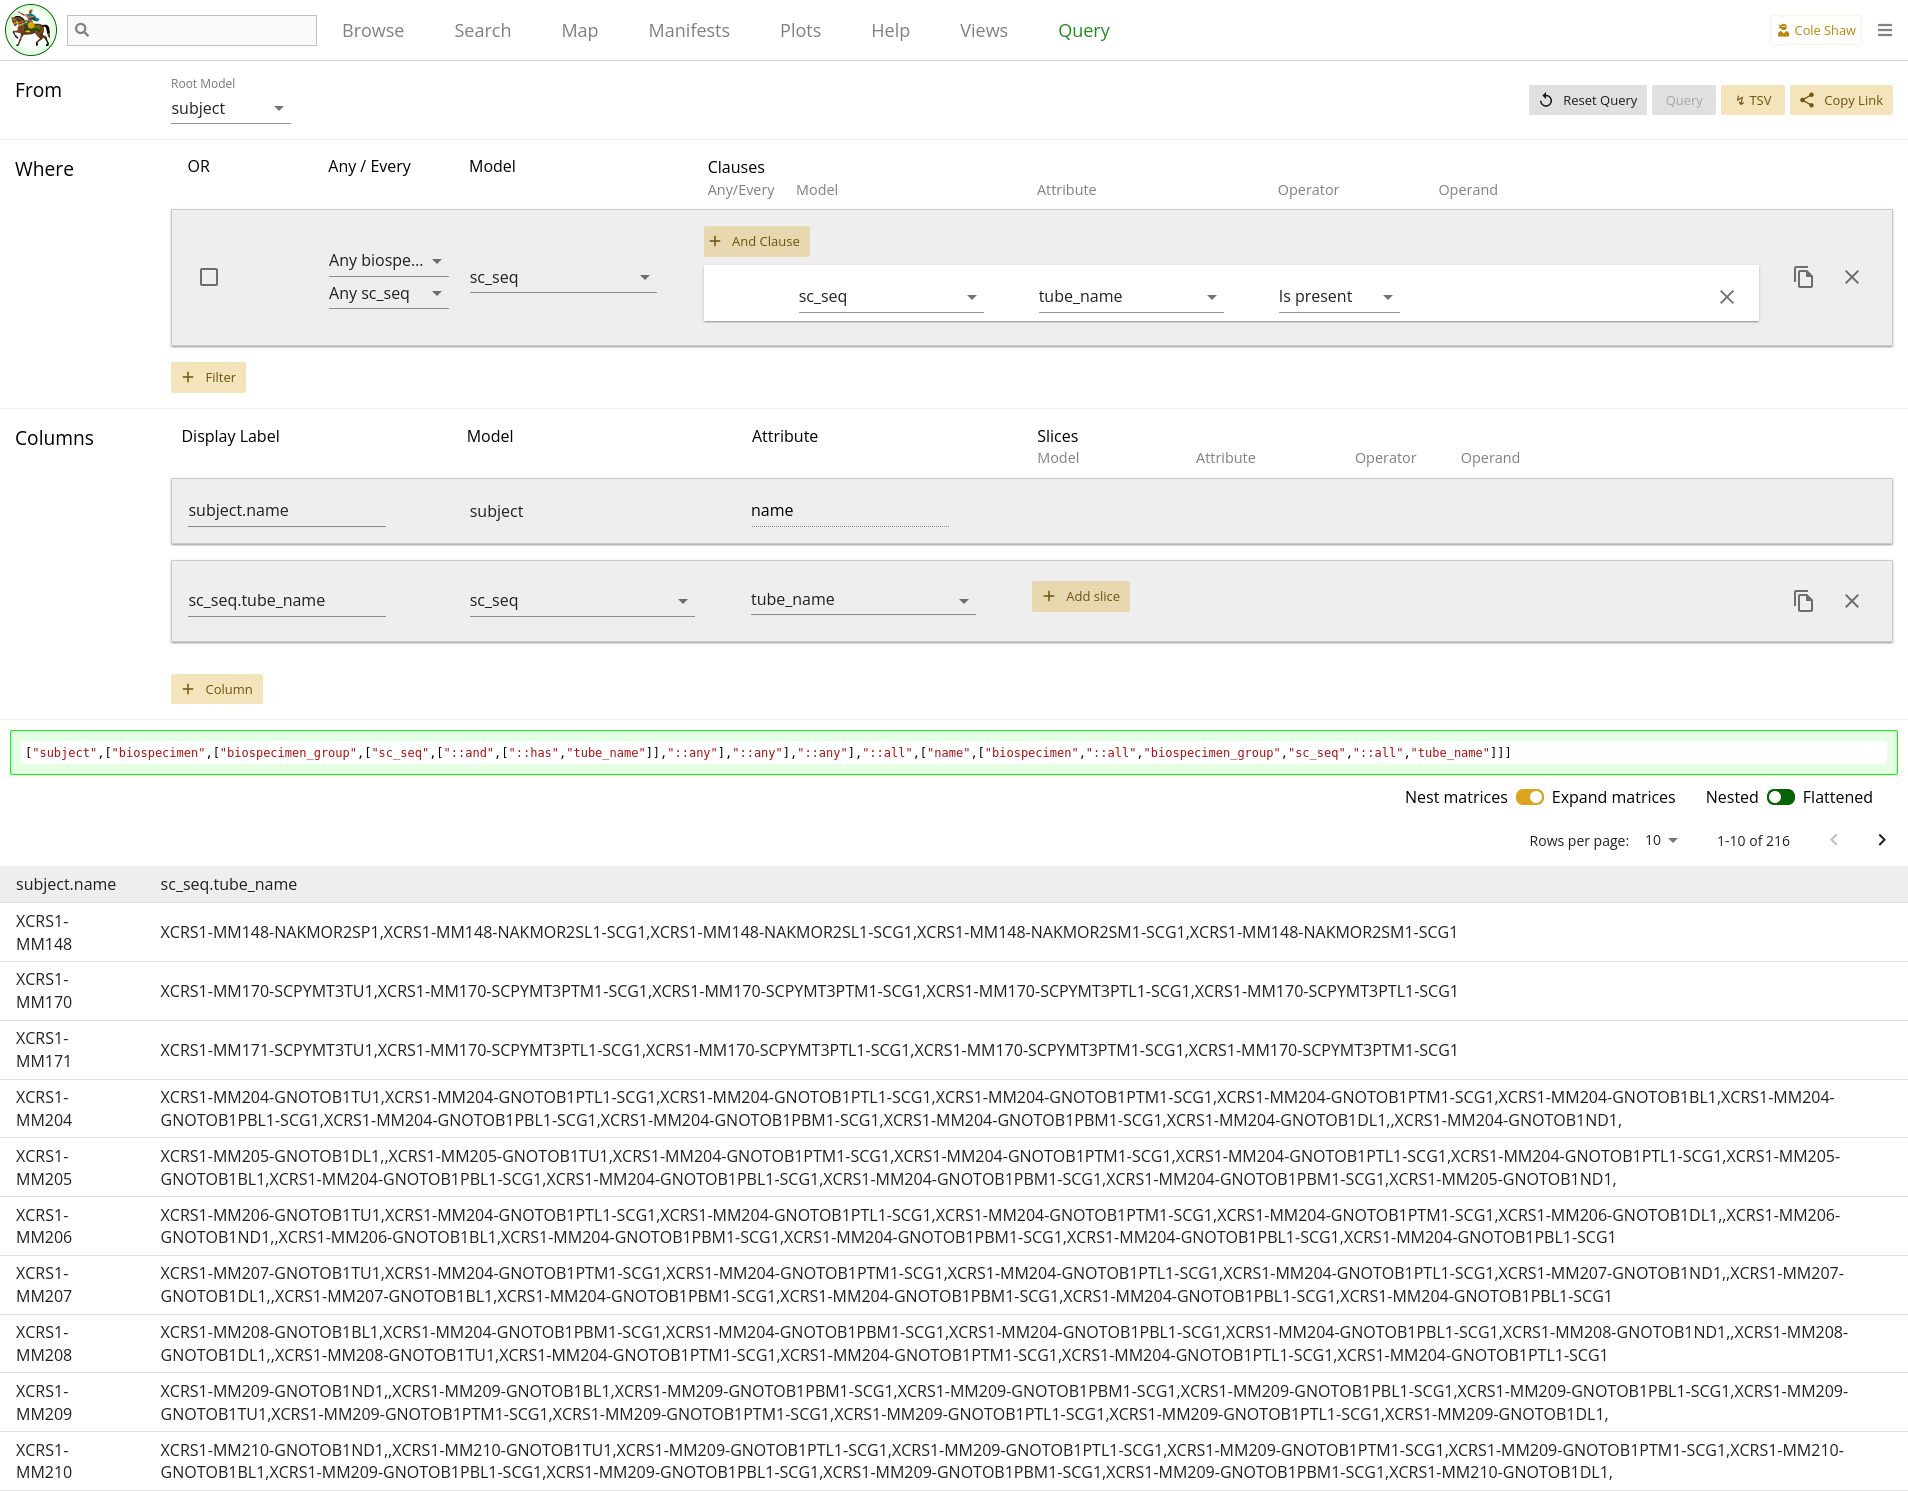 Browse Search Map Manifests Plots Help Views Query Cole Shaw
From
Root Model
subject
Reset Query Query ↯ TSV Copy Link
Where OR Any / Every Model Clauses
Any/Every Model Attribute Operator Operand
And Clause
Any biospe...
Any sc_seq
sc_seq
sc_seq tube_name Is present
Filter
Columns Display Label Model Attribute Slices
Model Attribute Operator Operand
subject.name subject name
sc_seq.tube_name sc_seq tube_name Add slice
Column
["subject",["biospecimen",["biospecimen_group",["sc_seq",["::and",["::has","tube_name"]],"::any"],"::any"],"::any"],"::all",["name",["biospecimen","::all","biospecimen_group","sc_seq","::all","tube_name"]]]
Nest matrices Expand matrices Nested Flattened
Rows per page: 10 1-10 of 216
subject.name sc_seq.tube_name
XCRS1-
MM148
XCRS1-MM148-NAKMOR2SP1,XCRS1-MM148-NAKMOR2SL1-SCG1,XCRS1-MM148-NAKMOR2SL1-SCG1,XCRS1-MM148-NAKMOR2SM1-SCG1,XCRS1-MM148-NAKMOR2SM1-SCG1
XCRS1-
MM170
XCRS1-MM170-SCPYMT3TU1,XCRS1-MM170-SCPYMT3PTM1-SCG1,XCRS1-MM170-SCPYMT3PTM1-SCG1,XCRS1-MM170-SCPYMT3PTL1-SCG1,XCRS1-MM170-SCPYMT3PTL1-SCG1
XCRS1-
MM171
XCRS1-MM171-SCPYMT3TU1,XCRS1-MM170-SCPYMT3PTL1-SCG1,XCRS1-MM170-SCPYMT3PTL1-SCG1,XCRS1-MM170-SCPYMT3PTM1-SCG1,XCRS1-MM170-SCPYMT3PTM1-SCG1
XCRS1-
MM204
XCRS1-MM204-GNOTOB1TU1,XCRS1-MM204-GNOTOB1PTL1-SCG1,XCRS1-MM204-GNOTOB1PTL1-SCG1,XCRS1-MM204-GNOTOB1PTM1-SCG1,XCRS1-MM204-GNOTOB1PTM1-SCG1,XCRS1-MM204-GNOTOB1BL1,XCRS1-MM204-
GNOTOB1PBL1-SCG1,XCRS1-MM204-GNOTOB1PBL1-SCG1,XCRS1-MM204-GNOTOB1PBM1-SCG1,XCRS1-MM204-GNOTOB1PBM1-SCG1,XCRS1-MM204-GNOTOB1DL1,,XCRS1-MM204-GNOTOB1ND1,
XCRS1-
MM205
XCRS1-MM205-GNOTOB1DL1,,XCRS1-MM205-GNOTOB1TU1,XCRS1-MM204-GNOTOB1PTM1-SCG1,XCRS1-MM204-GNOTOB1PTM1-SCG1,XCRS1-MM204-GNOTOB1PTL1-SCG1,XCRS1-MM204-GNOTOB1PTL1-SCG1,XCRS1-MM205-
GNOTOB1BL1,XCRS1-MM204-GNOTOB1PBL1-SCG1,XCRS1-MM204-GNOTOB1PBL1-SCG1,XCRS1-MM204-GNOTOB1PBM1-SCG1,XCRS1-MM204-GNOTOB1PBM1-SCG1,XCRS1-MM205-GNOTOB1ND1,
XCRS1-
MM206
XCRS1-MM206-GNOTOB1TU1,XCRS1-MM204-GNOTOB1PTL1-SCG1,XCRS1-MM204-GNOTOB1PTL1-SCG1,XCRS1-MM204-GNOTOB1PTM1-SCG1,XCRS1-MM204-GNOTOB1PTM1-SCG1,XCRS1-MM206-GNOTOB1DL1,,XCRS1-MM206-
GNOTOB1ND1,,XCRS1-MM206-GNOTOB1BL1,XCRS1-MM204-GNOTOB1PBM1-SCG1,XCRS1-MM204-GNOTOB1PBM1-SCG1,XCRS1-MM204-GNOTOB1PBL1-SCG1,XCRS1-MM204-GNOTOB1PBL1-SCG1
XCRS1-
MM207
XCRS1-MM207-GNOTOB1TU1,XCRS1-MM204-GNOTOB1PTM1-SCG1,XCRS1-MM204-GNOTOB1PTM1-SCG1,XCRS1-MM204-GNOTOB1PTL1-SCG1,XCRS1-MM204-GNOTOB1PTL1-SCG1,XCRS1-MM207-GNOTOB1ND1,,XCRS1-MM207-
GNOTOB1DL1,,XCRS1-MM207-GNOTOB1BL1,XCRS1-MM204-GNOTOB1PBM1-SCG1,XCRS1-MM204-GNOTOB1PBM1-SCG1,XCRS1-MM204-GNOTOB1PBL1-SCG1,XCRS1-MM204-GNOTOB1PBL1-SCG1
XCRS1-
MM208
XCRS1-MM208-GNOTOB1BL1,XCRS1-MM204-GNOTOB1PBM1-SCG1,XCRS1-MM204-GNOTOB1PBM1-SCG1,XCRS1-MM204-GNOTOB1PBL1-SCG1,XCRS1-MM204-GNOTOB1PBL1-SCG1,XCRS1-MM208-GNOTOB1ND1,,XCRS1-MM208-
GNOTOB1DL1,,XCRS1-MM208-GNOTOB1TU1,XCRS1-MM204-GNOTOB1PTM1-SCG1,XCRS1-MM204-GNOTOB1PTM1-SCG1,XCRS1-MM204-GNOTOB1PTL1-SCG1,XCRS1-MM204-GNOTOB1PTL1-SCG1
XCRS1-
MM209
XCRS1-MM209-GNOTOB1ND1,,XCRS1-MM209-GNOTOB1BL1,XCRS1-MM209-GNOTOB1PBM1-SCG1,XCRS1-MM209-GNOTOB1PBM1-SCG1,XCRS1-MM209-GNOTOB1PBL1-SCG1,XCRS1-MM209-GNOTOB1PBL1-SCG1,XCRS1-MM209-
GNOTOB1TU1,XCRS1-MM209-GNOTOB1PTM1-SCG1,XCRS1-MM209-GNOTOB1PTM1-SCG1,XCRS1-MM209-GNOTOB1PTL1-SCG1,XCRS1-MM209-GNOTOB1PTL1-SCG1,XCRS1-MM209-GNOTOB1DL1,
XCRS1-
MM210
XCRS1-MM210-GNOTOB1ND1,,XCRS1-MM210-GNOTOB1TU1,XCRS1-MM209-GNOTOB1PTL1-SCG1,XCRS1-MM209-GNOTOB1PTL1-SCG1,XCRS1-MM209-GNOTOB1PTM1-SCG1,XCRS1-MM209-GNOTOB1PTM1-SCG1,XCRS1-MM210-
GNOTOB1BL1,XCRS1-MM209-GNOTOB1PBL1-SCG1,XCRS1-MM209-GNOTOB1PBL1-SCG1,XCRS1-MM209-GNOTOB1PBM1-SCG1,XCRS1-MM209-GNOTOB1PBM1-SCG1,XCRS1-MM210-GNOTOB1DL1,